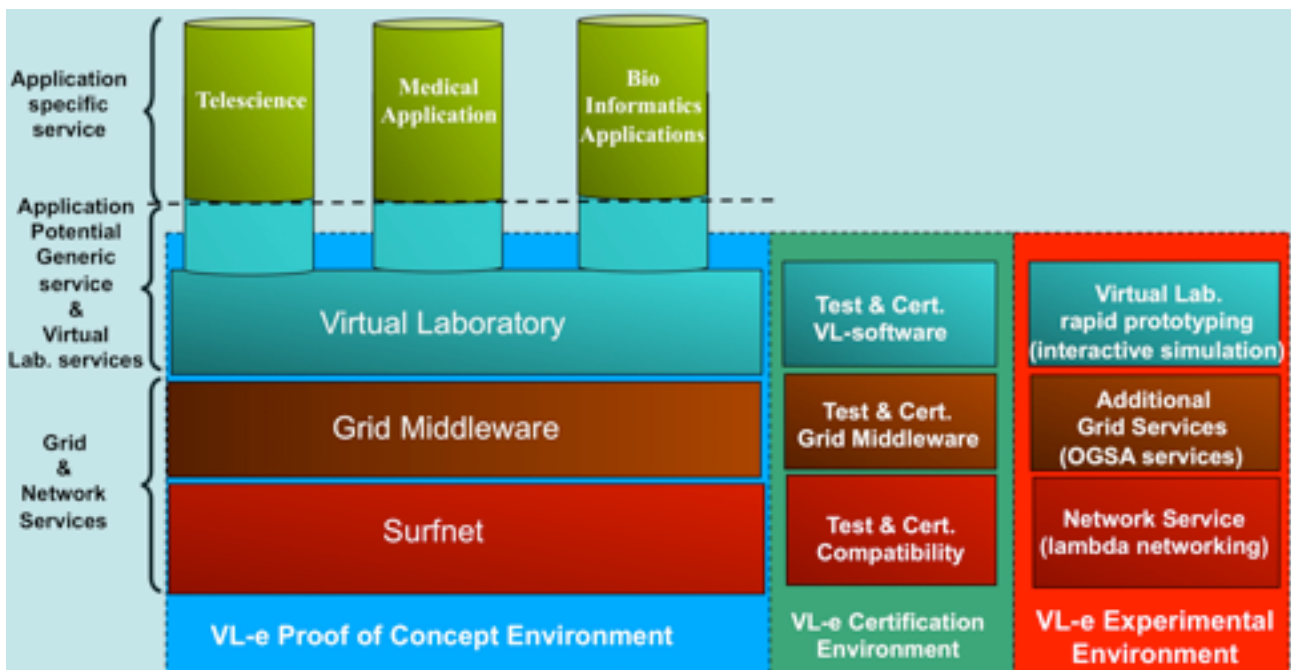 Application
specific
service
Telescience
Medical
Application
Bio
Informatics
Applications
Application
Potential
Generic
service
&
Virtual
Lab. services
Virtual Laboratory
Test & Cert.
VL-software
Virtual Lab.
rapid prototyping
(interactive simulation)
Grid
&
Network
Services
Grid Middleware
Test & Cert.
Grid Middleware
Additional
Grid Services
(OGSA services)
Surfnet
Test & Cert.
Compatibility
Network Service
(lambda networking)
VL-e Proof of Concept Environment
VL-e Certification
Environment
VL-e Experimental
Environment